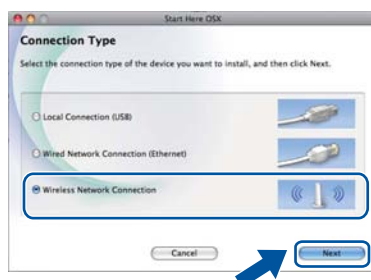 Start Here OSX
Connection Type
Select the connection type of the device you want to install, and then click Next.
Local Connection (USB)
Wired Network Connection (Ethernet)
Wireless Network Connection
Cancel
Next